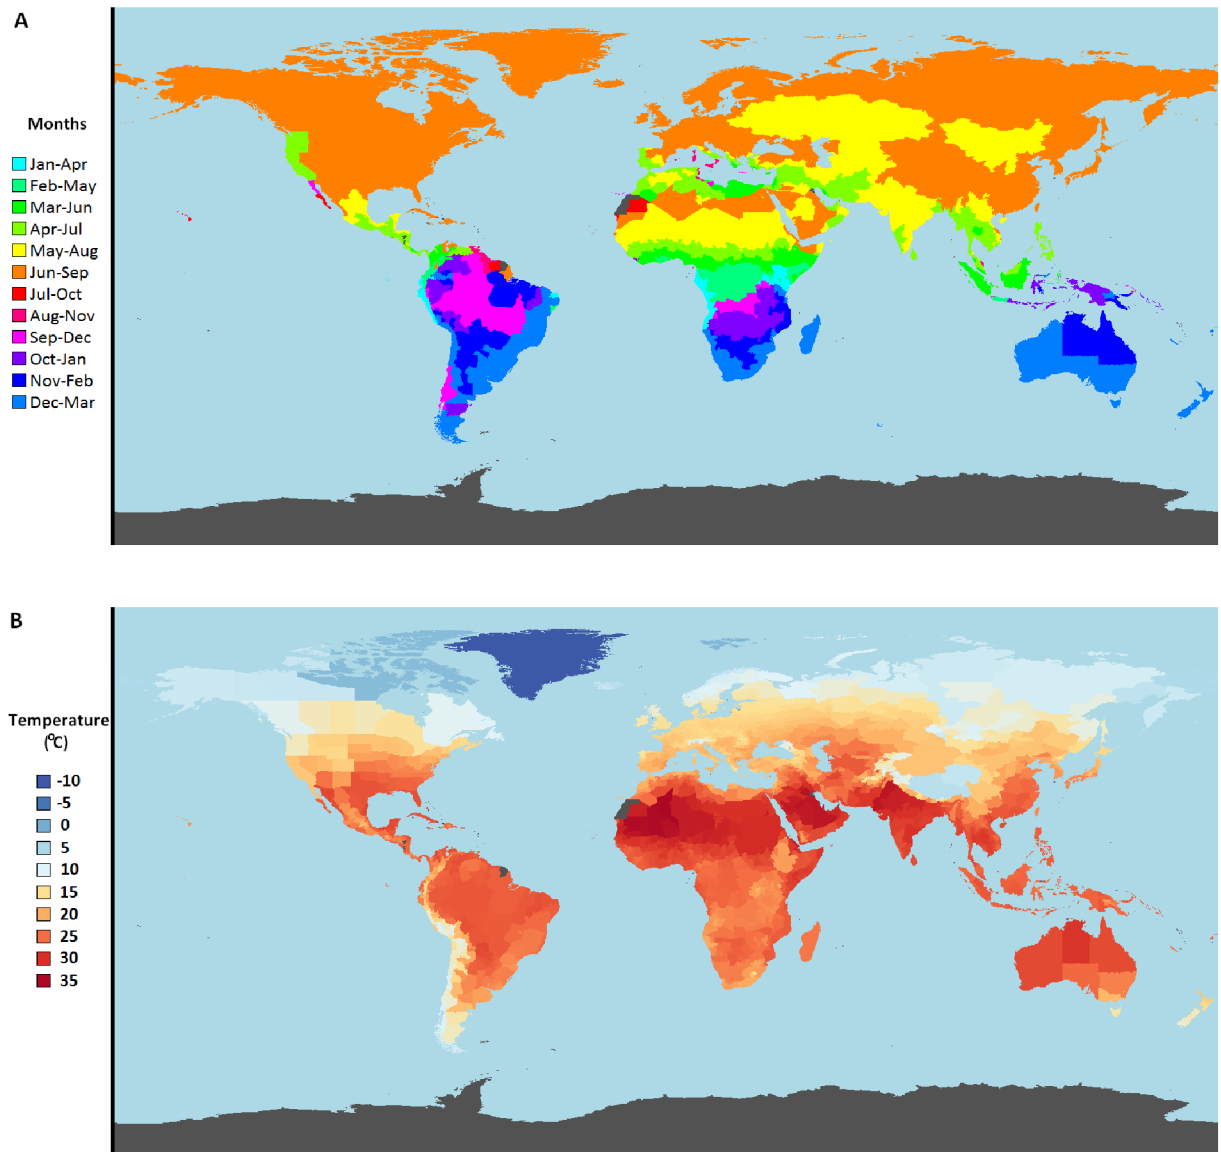 A
Months
Jan-Apr
Feb-May
Mar-Jun
Apr-Jul
May-Aug
Jun-Sep
Jul-Oct
Aug-Nov
Sep-Dec
Oct-Jan
Nov-Feb
Dec-Mar
B
Temperature
(°C)
-10
-5
0
5
10
15
20
25
30
35